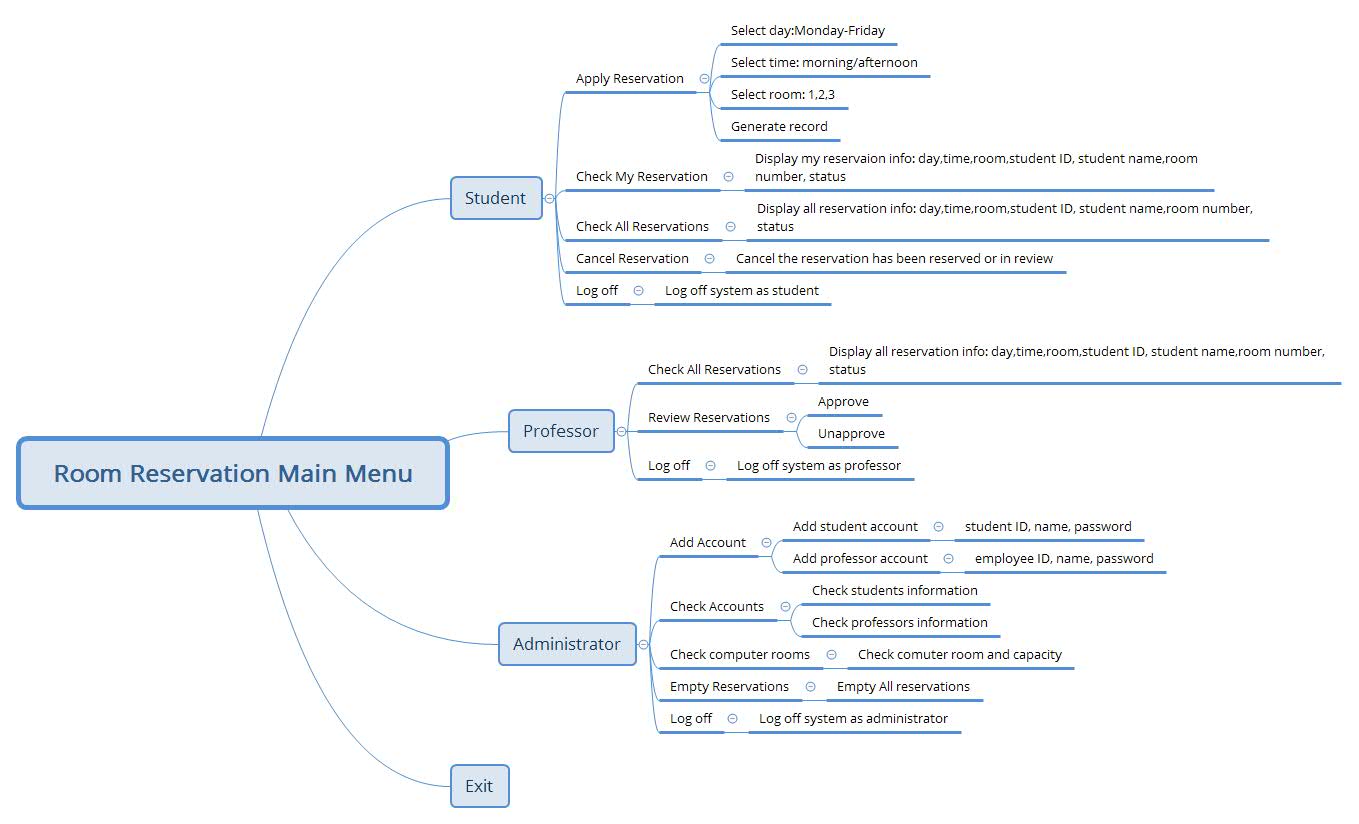 Room Reservation Main Menu
Student
Apply Reservation
Select day:Monday-Friday
Select time: morning/afternoon
Select room: 1,2,3
Generate record
Check My Reservation
Display my reservaion info: day,time,room,student ID, student name,room
number, status
Check All Reservations
Display all reservation info: day,time,room,student ID, student name,room number,
status
Cancel Reservation
Cancel the reservation has been reserved or in review
Log off
Log off system as student
Professor
Check All Reservations
Display all reservation info: day,time,room,student ID, student name,room number,
status
Review Reservations
Approve
Unapprove
Log off
Log off system as professor
Administrator
Add Account
Add student account
student ID, name, password
Add professor account
employee ID, name, password
Check Accounts
Check students information
Check professors information
Check computer rooms
Check comuter room and capacity
Empty Reservations
Empty All reservations
Log off
Log off system as administrator
Exit